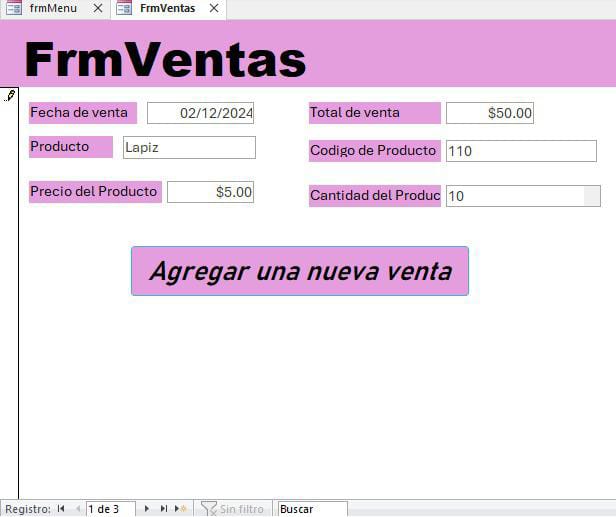 frmMenu
FrmVentas
FrmVentas
Fecha de venta 02/12/2024
Total de venta $50.00
Producto Lapiz
Codigo de Producto 110
Precio del Producto $5.00
Cantidad del Produc 10
Agregar una nueva venta
Registro: 1 de 3 Sin filtro Buscar